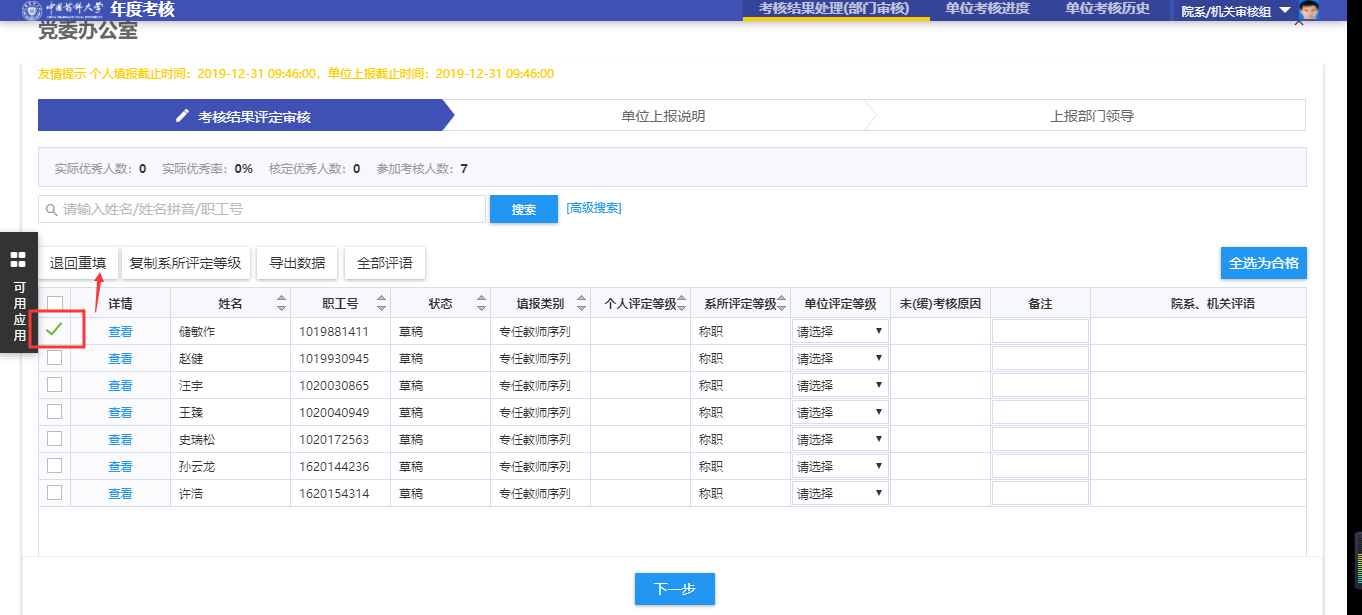 中国药科大学 年度考核 考核结果处理(部门审核) 单位考核进度 单位考核历史 院系/机关审核组
党委办公室
友情提示 个人填报截止时间：2019-12-31 09:46:00，单位上报截止时间：2019-12-31 09:46:00
考核结果评定审核 单位上报说明 上报部门领导
实际优秀人数：0 实际优秀率：0% 核定优秀人数：0 参加考核人数：7
请输入姓名/姓名拼音/职工号 搜索 [高级搜索]
退回重填 复制系所评定等级 导出数据 全部评语 全选为合格
可用应用
详情 姓名 职工号 状态 填报类别 个人评定等级 系所评定等级 单位评定等级 未(缓)考核原因 备注 院系、机关评语
查看 储敏作 1019881411 草稿 专任教师序列 称职 请选择
查看 赵健 1019930945 草稿 专任教师序列 称职 请选择
查看 汪宇 1020030865 草稿 专任教师序列 称职 请选择
查看 王臻 1020040949 草稿 专任教师序列 称职 请选择
查看 史瑞松 1020172563 草稿 专任教师序列 称职 请选择
查看 孙云龙 1620144236 草稿 专任教师序列 称职 请选择
查看 许浩 1620154314 草稿 专任教师序列 称职 请选择
下一步